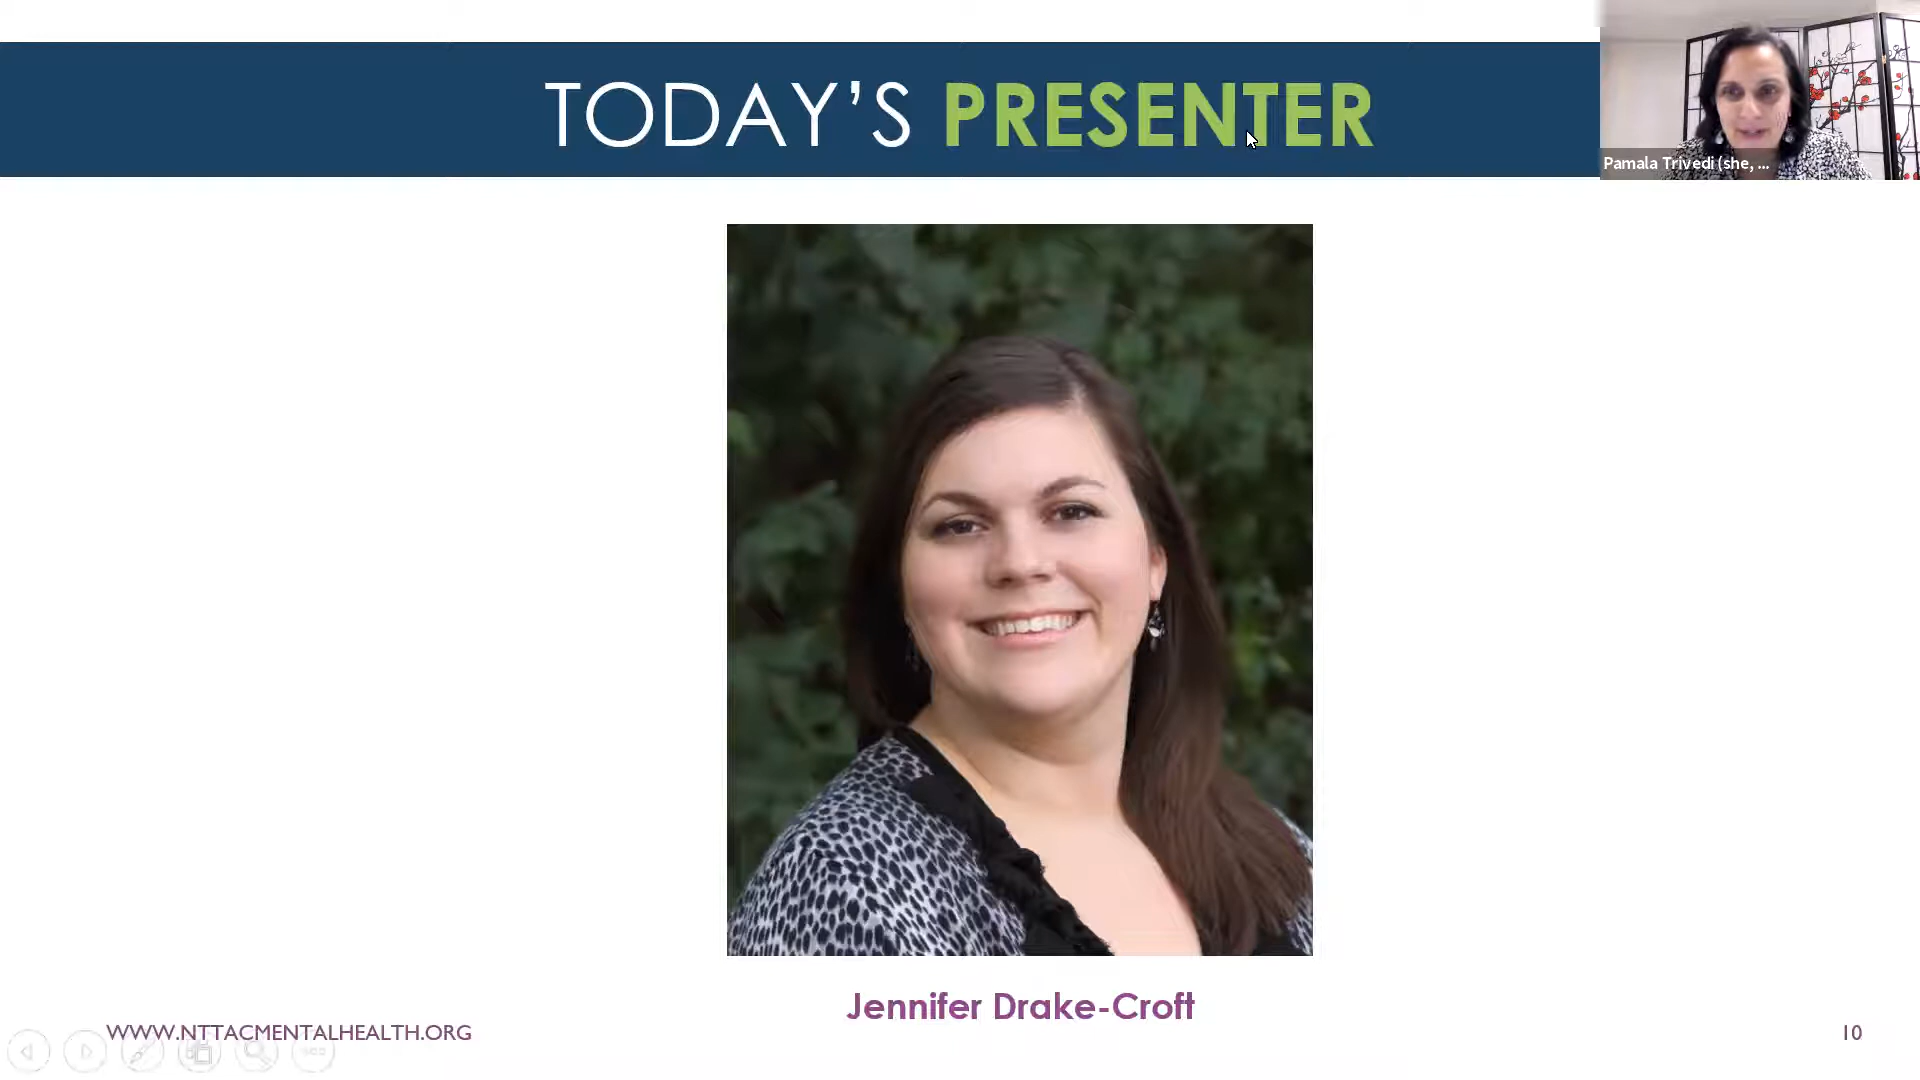 TODAY’S PRESENTER
Pamala Trivedi (she, ...
Jennifer Drake-Croft
WWW.NTTACMENTALHEALTH.ORG
10